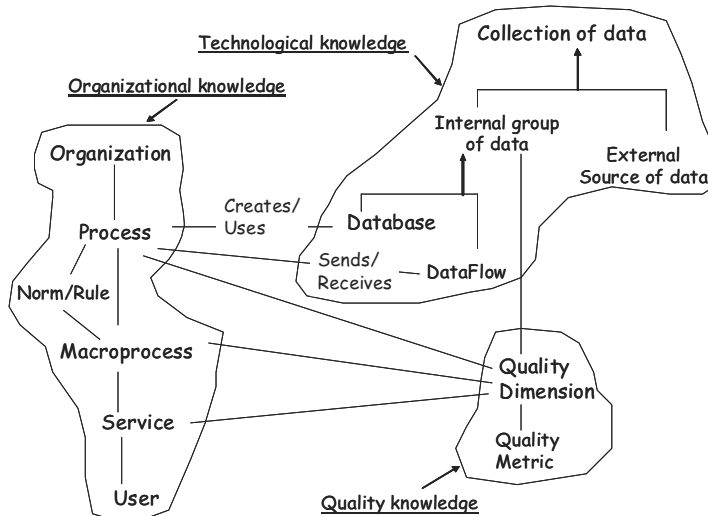 Technological knowledge
Collection of data
Organizational knowledge
Internal group
of data
Organization
External
Source of data
Creates/
Uses
Database
Process
Sends/
Receives
DataFlow
Norm/Rule
Macroprocess
Quality
Dimension
Service
Quality
Metric
User
Quality knowledge